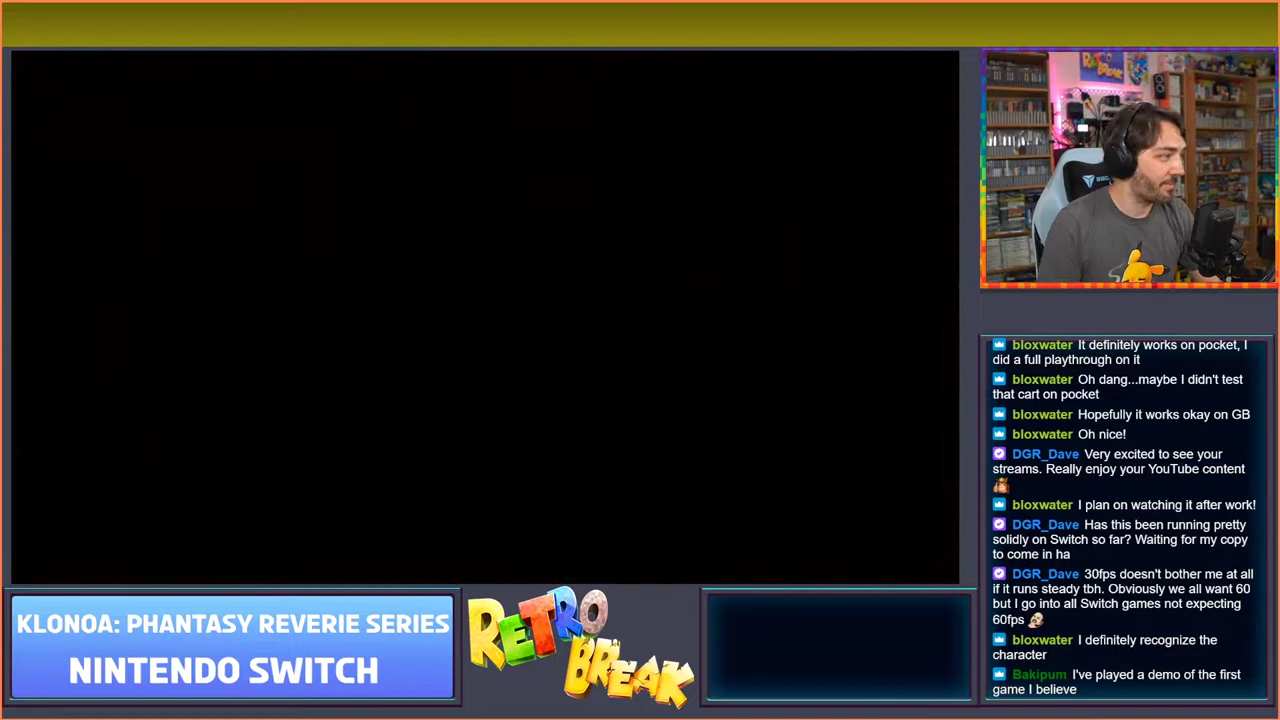 bloxwater It definitely works on pocket, I
did a full playthrough on it
bloxwater Oh dang...maybe I didn't test
that cart on pocket
bloxwater Hopefully it works okay on GB
bloxwater Oh nice!
DGR_Dave Very excited to see your
streams. Really enjoy your YouTube content
bloxwater I plan on watching it after work!
DGR_Dave Has this been running pretty
solidly on Switch so far? Waiting for my copy
to come in ha
DGR_Dave 30fps doesn't bother me at all
if it runs steady tbh. Obviously we all want 60
but I go into all Switch games not expecting
60fps
bloxwater I definitely recognize the
character
Bakipum I've played a demo of the first
game I believe
KLONOA: PHANTASY REVERIE SERIES
NINTENDO SWITCH
RETRO
BREAK